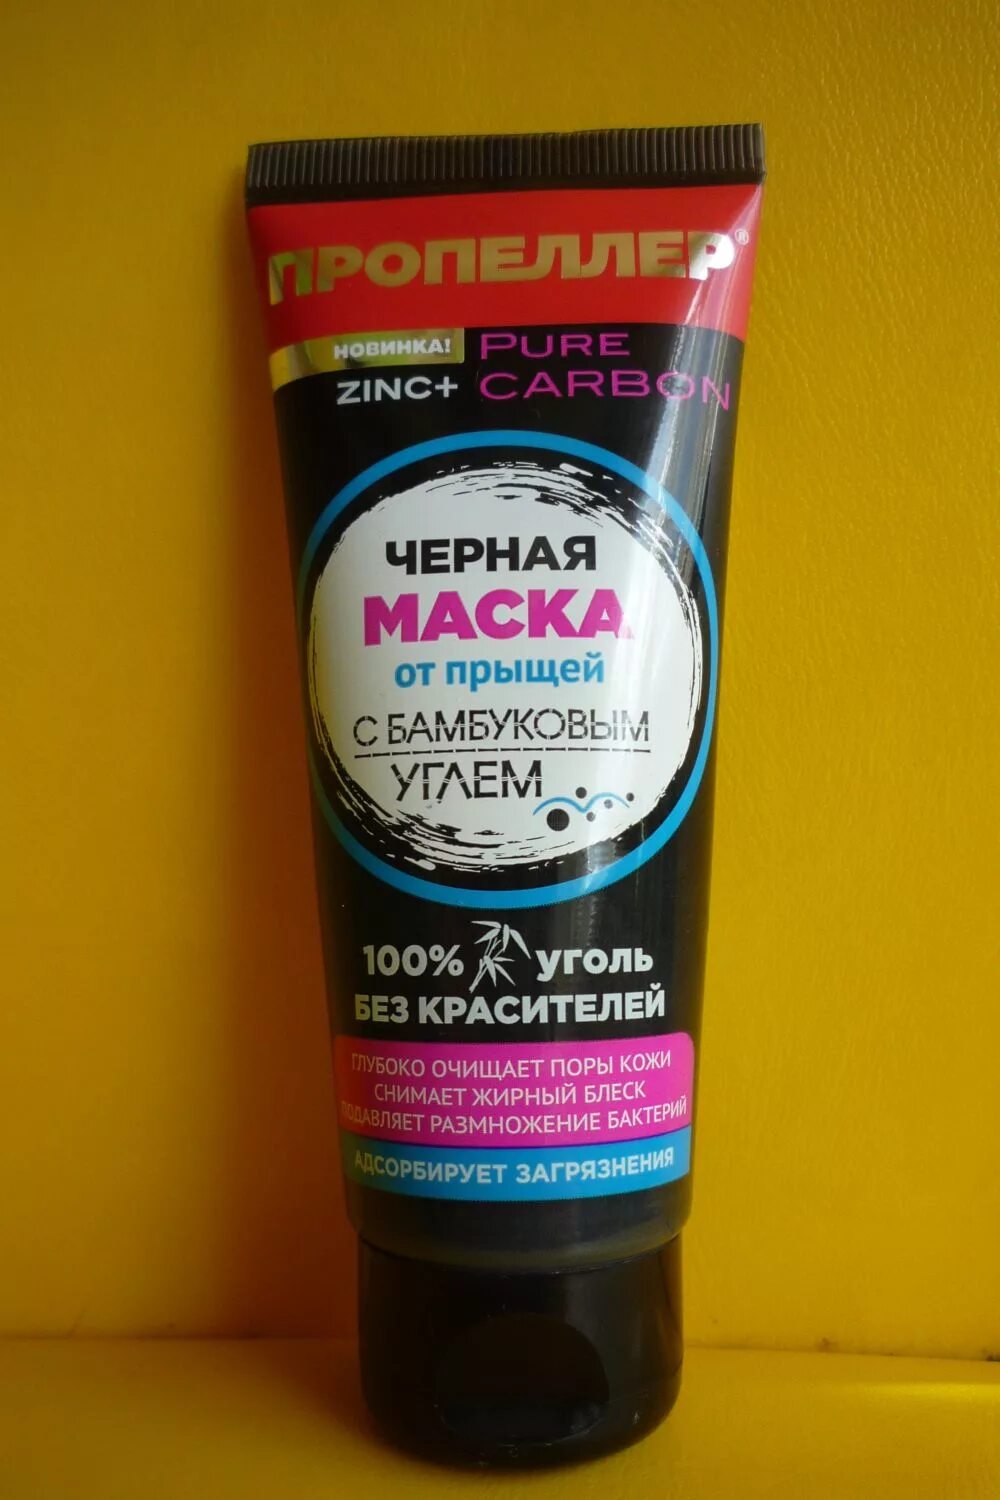 ПРОПЕЛЛЕР®
НОВИНКА!
ZINC+
PURE
CARBON
ЧЕРНАЯ
МАСКА
от прыщей
С БАМБУКОВЫМ
УГЛЕМ
100% УГОЛЬ
БЕЗ КРАСИТЕЛЕЙ
ГЛУБОКО ОЧИЩАЕТ ПОРЫ КОЖИ
СНИМАЕТ ЖИРНЫЙ БЛЕСК
ПОДАВЛЯЕТ РАЗМНОЖЕНИЕ БАКТЕРИЙ
АДСОРБИРУЕТ ЗАГРЯЗНЕНИЯ